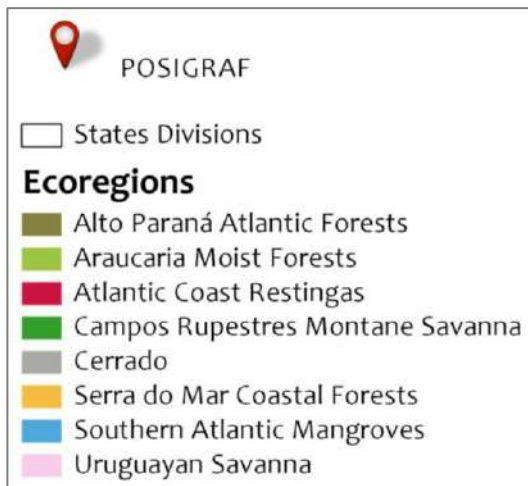 POSIGRAF
States Divisions
Ecoregions
Alto Paraná Atlantic Forests
Araucaria Moist Forests
Atlantic Coast Restingas
Campos Rupestres Montane Savanna
Cerrado
Serra do Mar Coastal Forests
Southern Atlantic Mangroves
Uruguayan Savanna